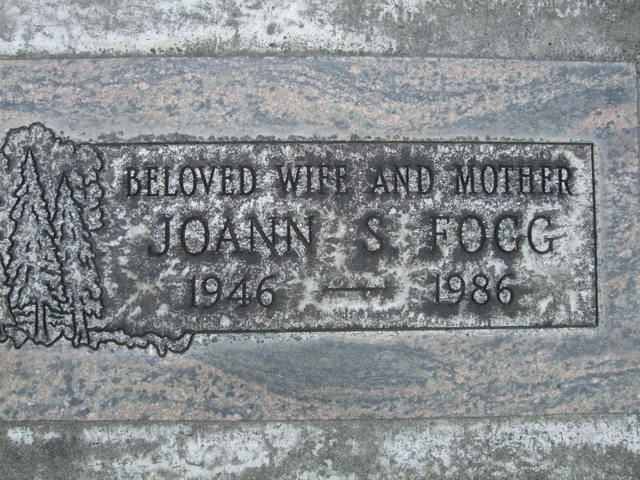 BELOVED WIFE AND MOTHER
JOANN S FOGG
1946 — 1986